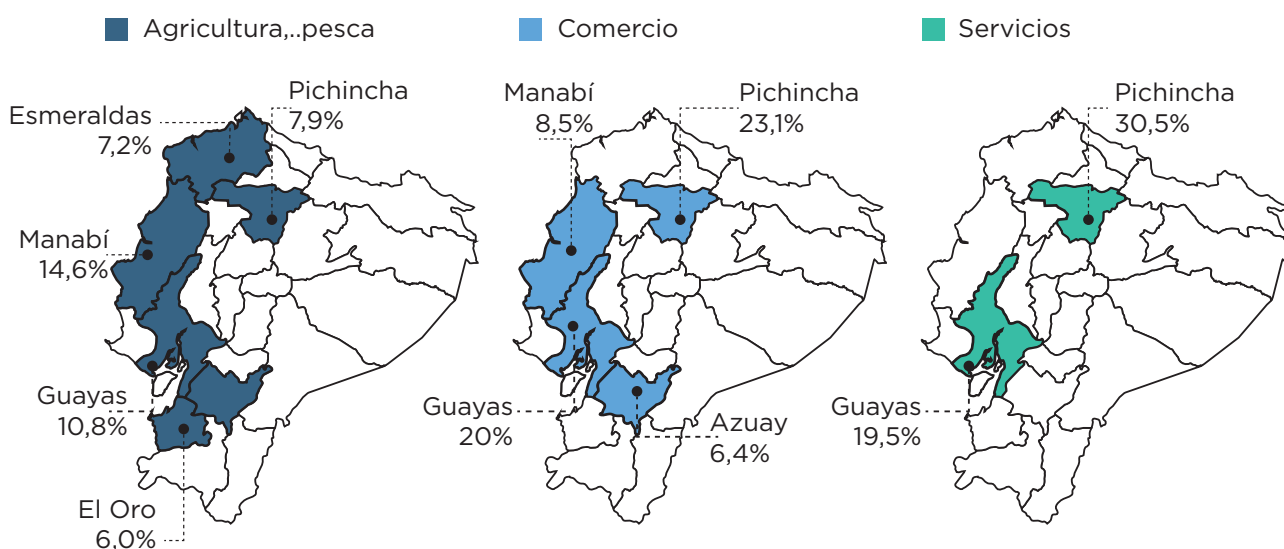 Agricultura,..pesca
Comercio
Servicios
Esmeraldas
7,2%
Pichincha
7,9%
Manabí
14,6%
Guayas
10,8%
El Oro
6,0%
Manabí
8,5%
Pichincha
23,1%
Guayas
20%
Azuay
6,4%
Pichincha
30,5%
Guayas
19,5%